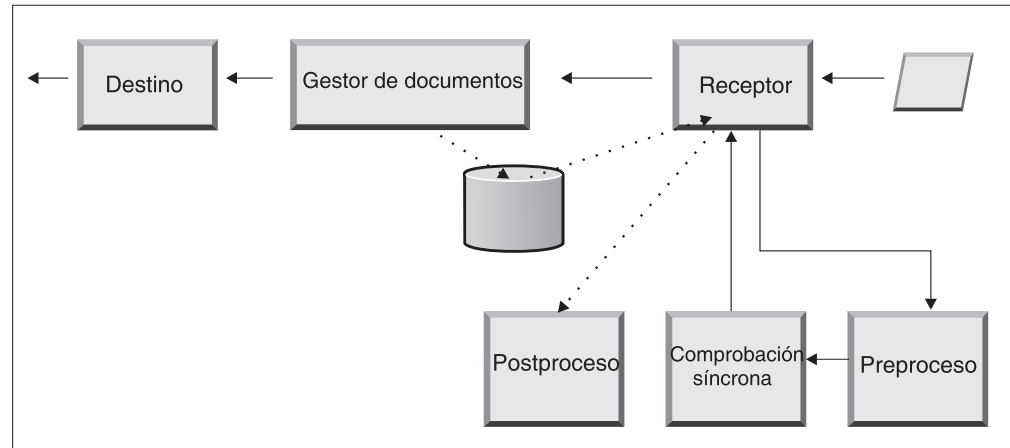 Destino
Gestor de documentos
Receptor
Postproceso
Comprobación
síncrona
Preproceso